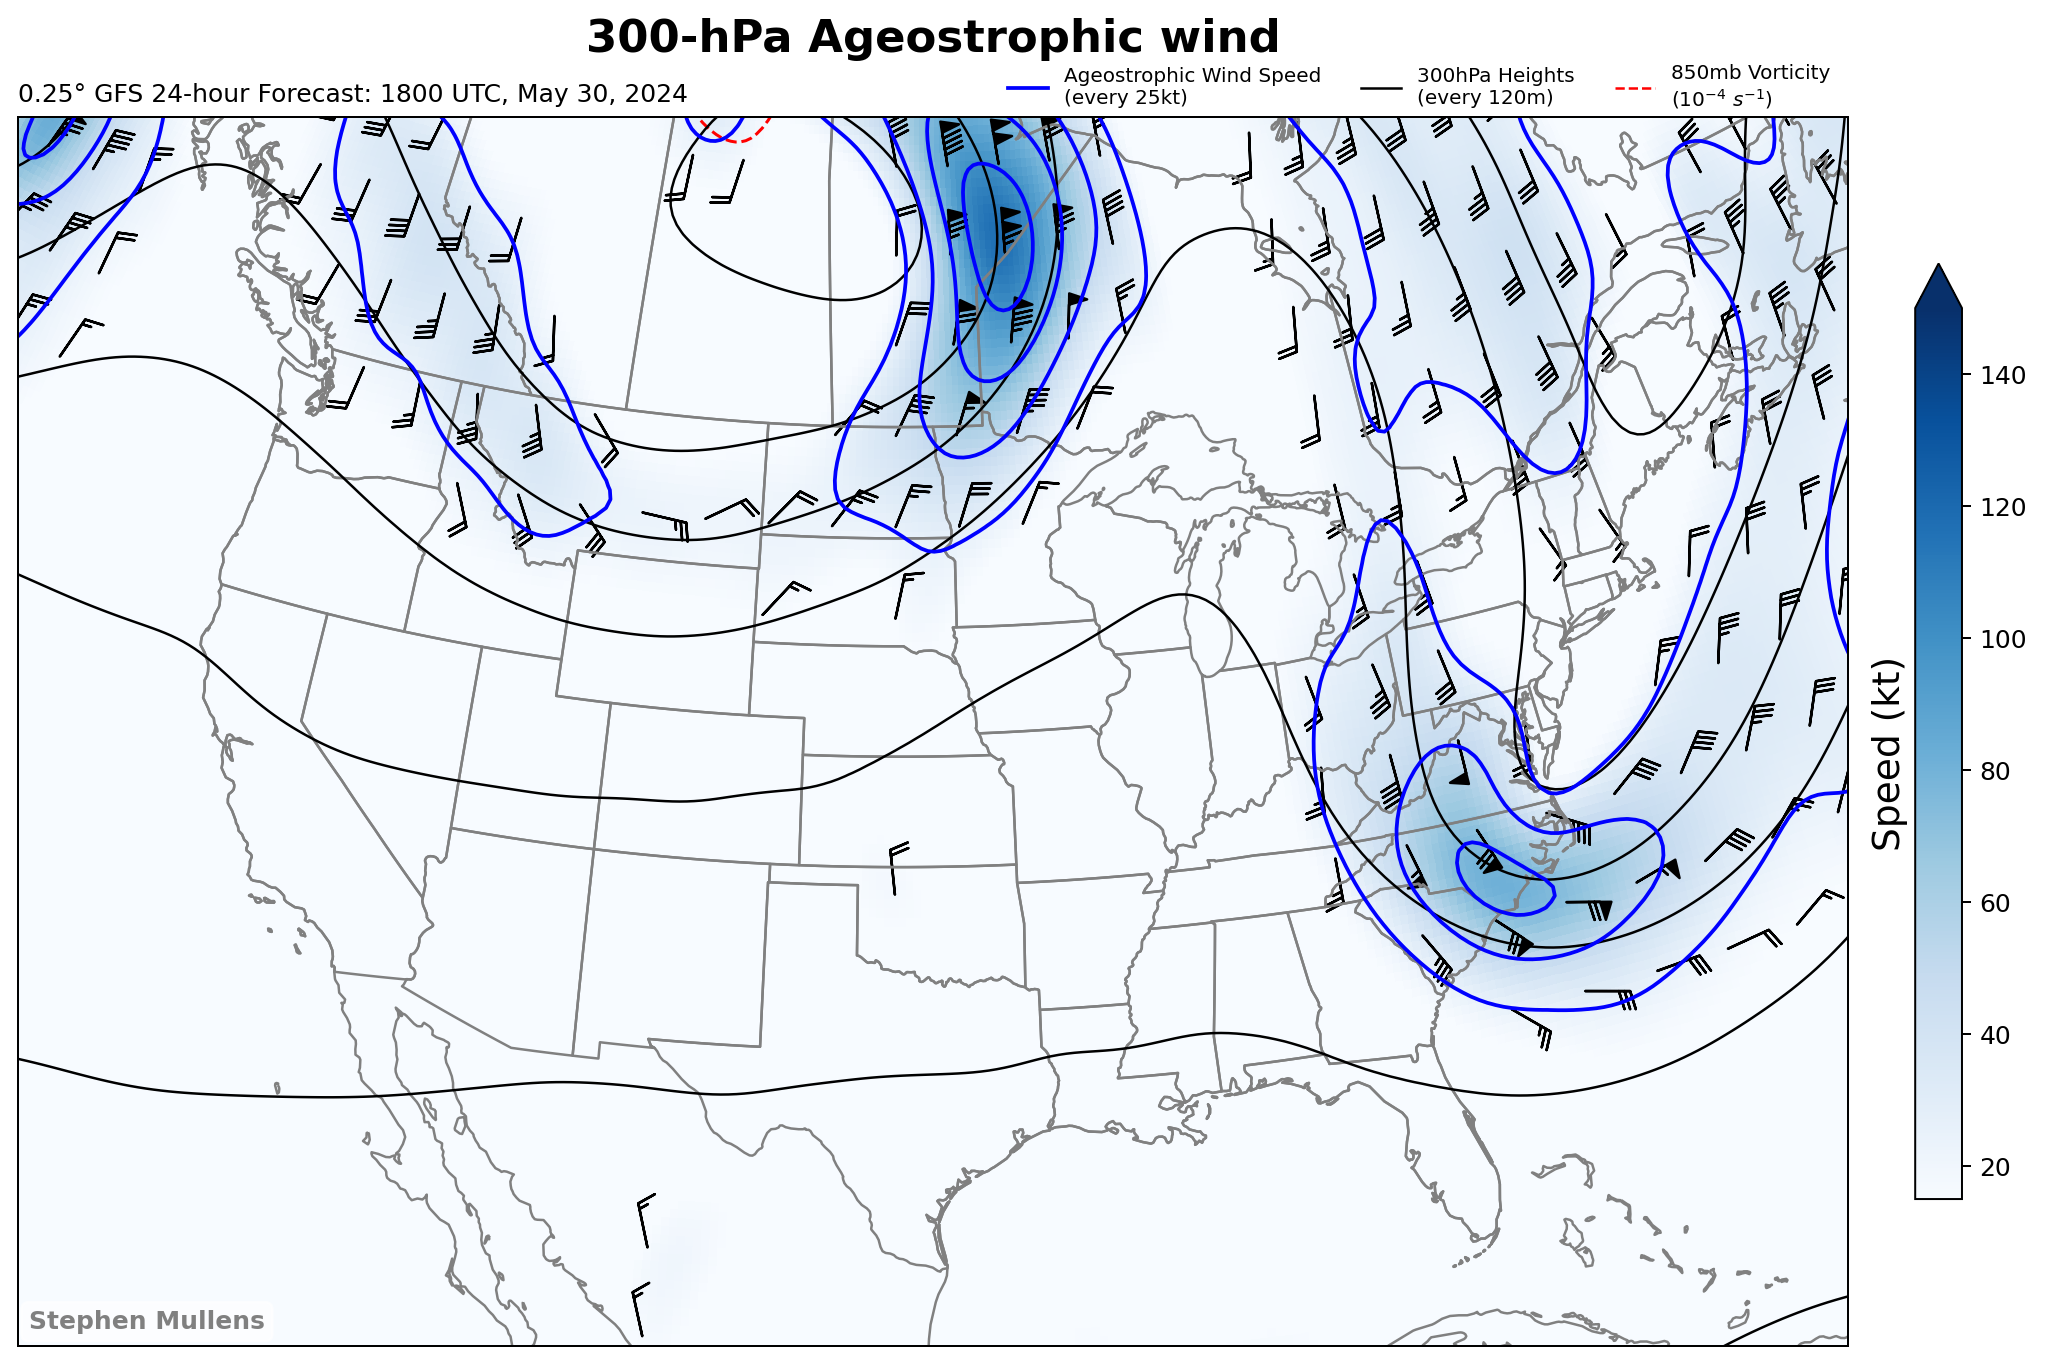 300-hPa Ageostrophic wind
0.25° GFS 24-hour Forecast: 1800 UTC, May 30, 2024
Ageostrophic Wind Speed
(every 25kt)
300hPa Heights
(every 120m)
850mb Vorticity
(10⁻⁴ s⁻¹)
140
120
100
80
60
40
20
Speed (kt)
Stephen Mullens